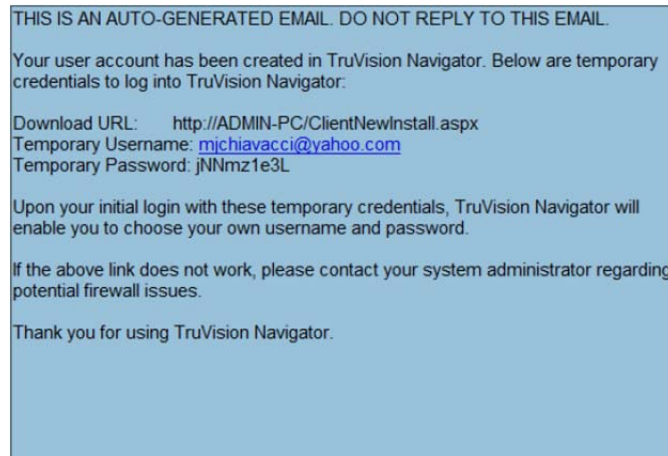 THIS IS AN AUTO-GENERATED EMAIL. DO NOT REPLY TO THIS EMAIL.
Your user account has been created in TruVision Navigator. Below are temporary
credentials to log into TruVision Navigator:
Download URL: http://ADMIN-PC/ClientNewInstall.aspx
Temporary Username: mjchiavacci@yahoo.com
Temporary Password: jNNmz1e3L
Upon your initial login with these temporary credentials, TruVision Navigator will
enable you to choose your own username and password.
If the above link does not work, please contact your system administrator regarding
potential firewall issues.
Thank you for using TruVision Navigator.